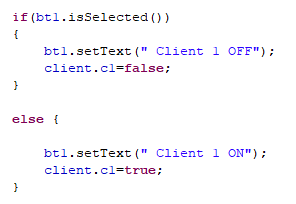 if(bt1.isSelected())
{
bt1.setText(" Client 1 OFF");
client.c1=false;
}
else {
bt1.setText(" Client 1 ON");
client.c1=true;
}